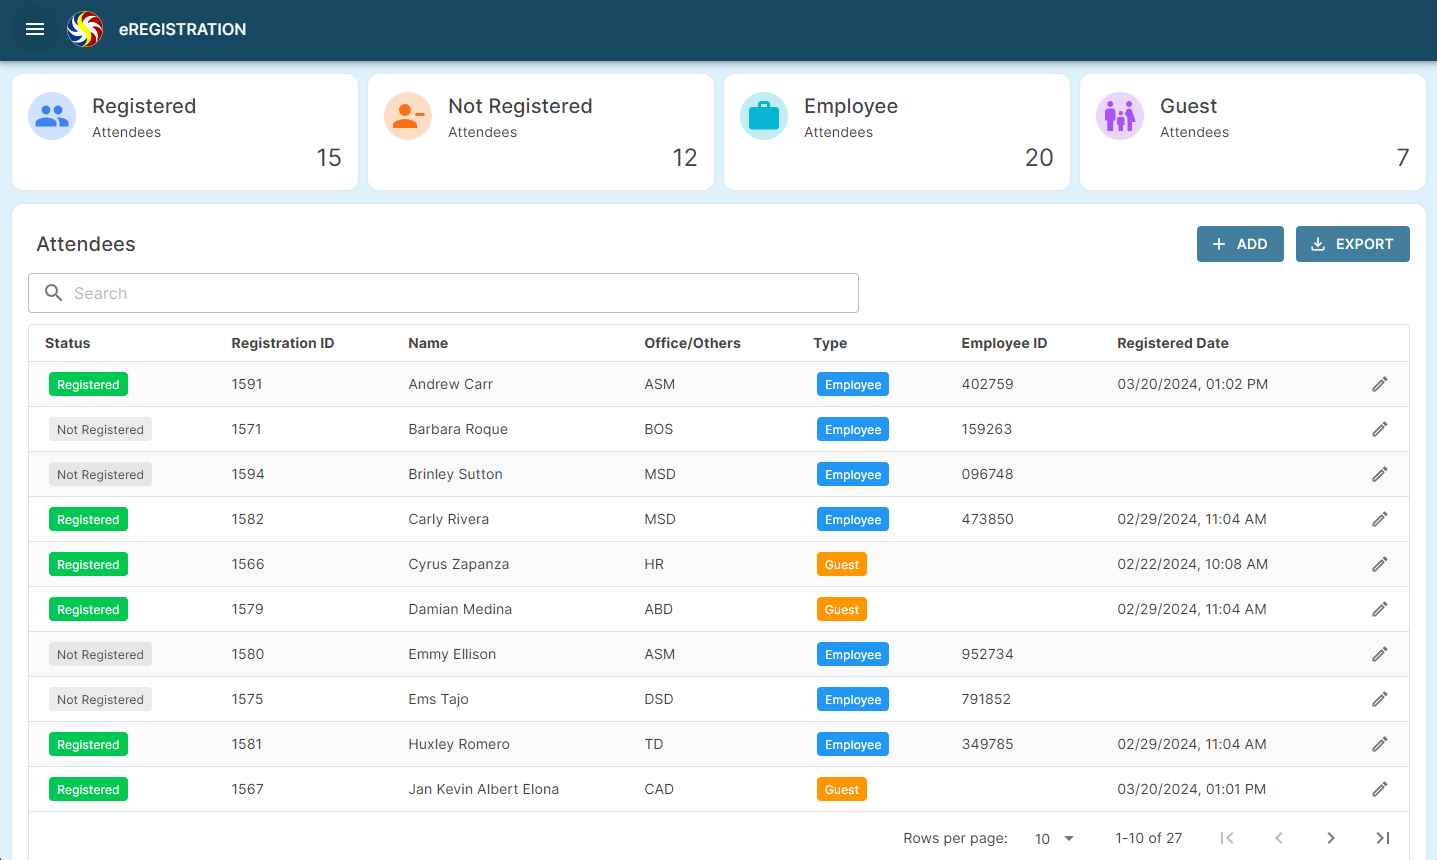 eREGISTRATION
Registered
Attendees
15
Not Registered
Attendees
12
Employee
Attendees
20
Guest
Attendees
7
Attendees
ADD
EXPORT
Search
Status Registration ID Name Office/Others Type Employee ID Registered Date
Registered 1591 Andrew Carr ASM Employee 402759 03/20/2024, 01:02 PM
Not Registered 1571 Barbara Roque BOS Employee 159263
Not Registered 1594 Brinley Sutton MSD Employee 096748
Registered 1582 Carly Rivera MSD Employee 473850 02/29/2024, 11:04 AM
Registered 1566 Cyrus Zapanza HR Guest 02/22/2024, 10:08 AM
Registered 1579 Damian Medina ABD Guest 02/29/2024, 11:04 AM
Not Registered 1580 Emmy Ellison ASM Employee 952734
Not Registered 1575 Ems Tajo DSD Employee 791852
Registered 1581 Huxley Romero TD Employee 349785 02/29/2024, 11:04 AM
Registered 1567 Jan Kevin Albert Elona CAD Guest 03/20/2024, 01:01 PM
Rows per page: 10 1-10 of 27